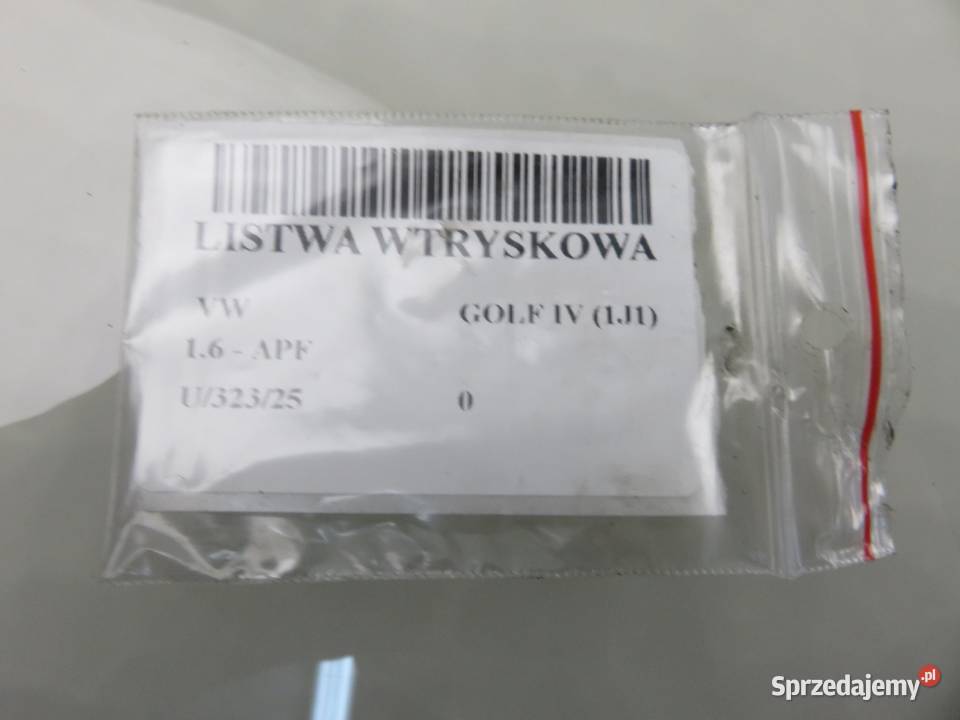 LISTWA WTRYSKOWA
VW GOLF IV (1J1)
1.6 - APF
U/323/25 0
Sprzedajemy.pl